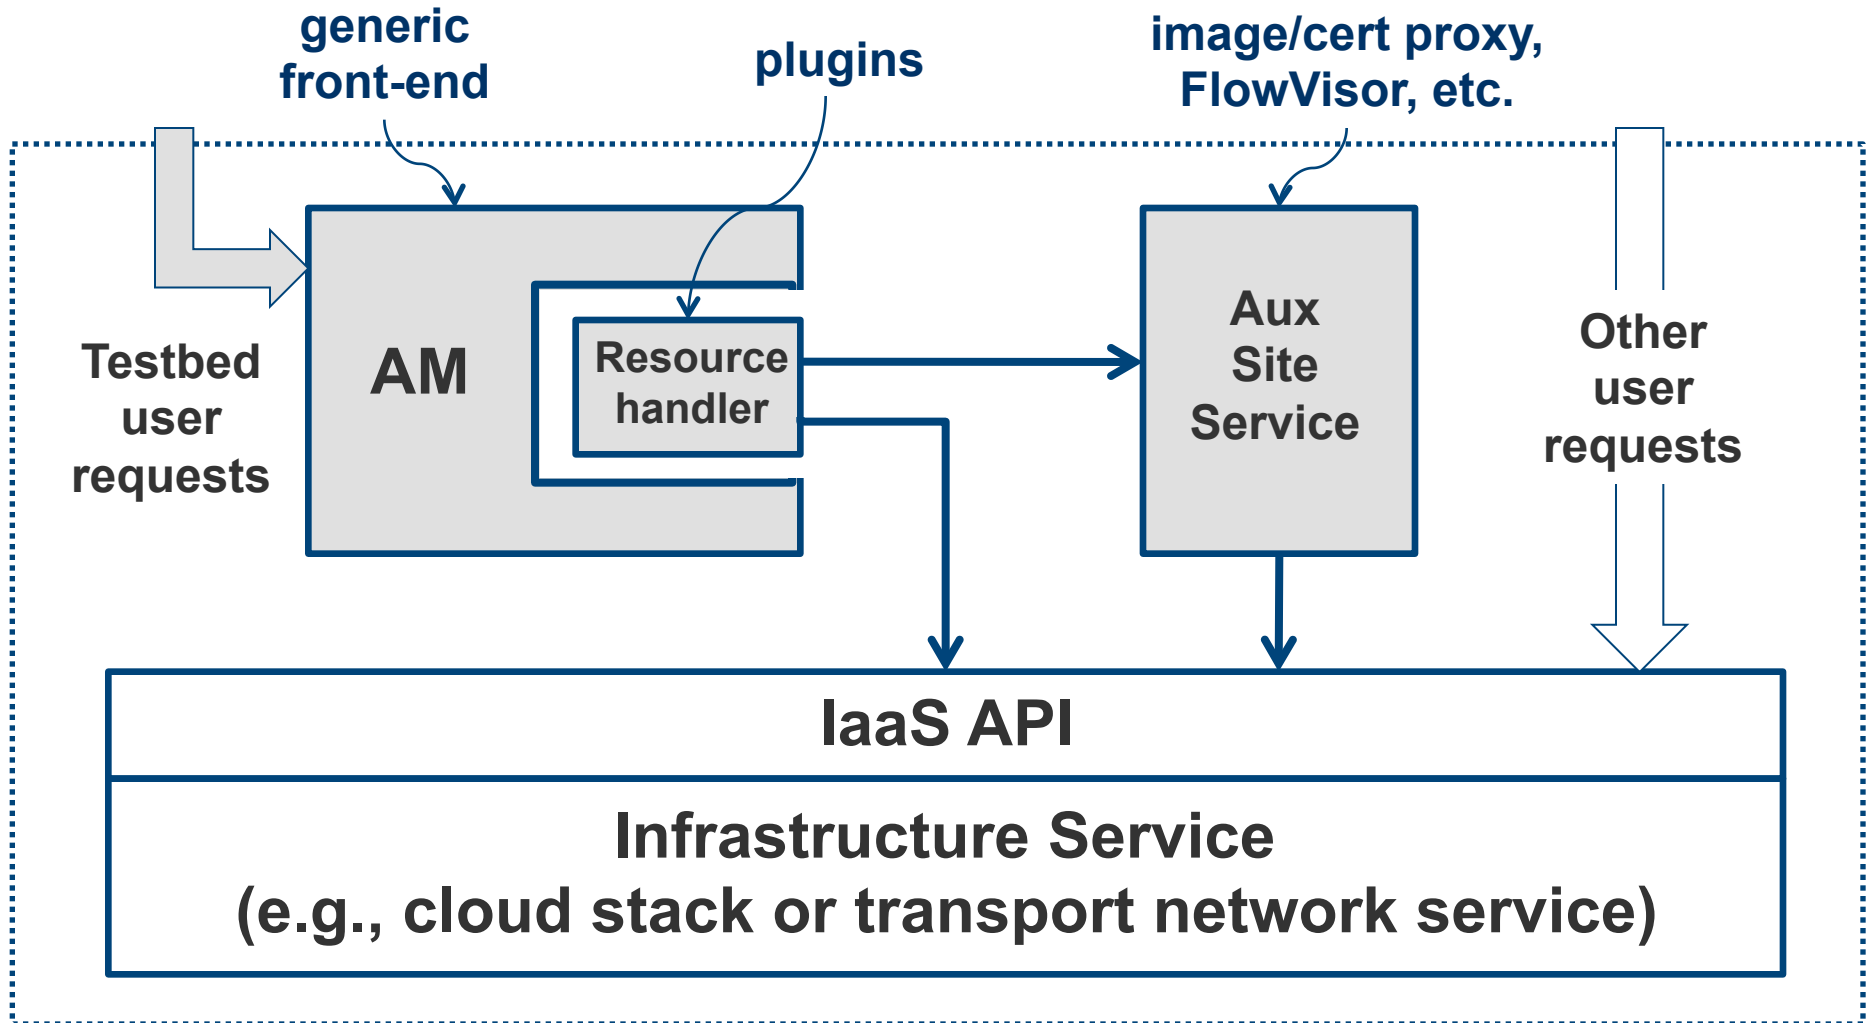 generic
front-end
plugins
image/cert proxy,
FlowVisor, etc.
Testbed
user
requests
AM
Resource
handler
Aux
Site
Service
Other
user
requests
IaaS API
Infrastructure Service
(e.g., cloud stack or transport network service)